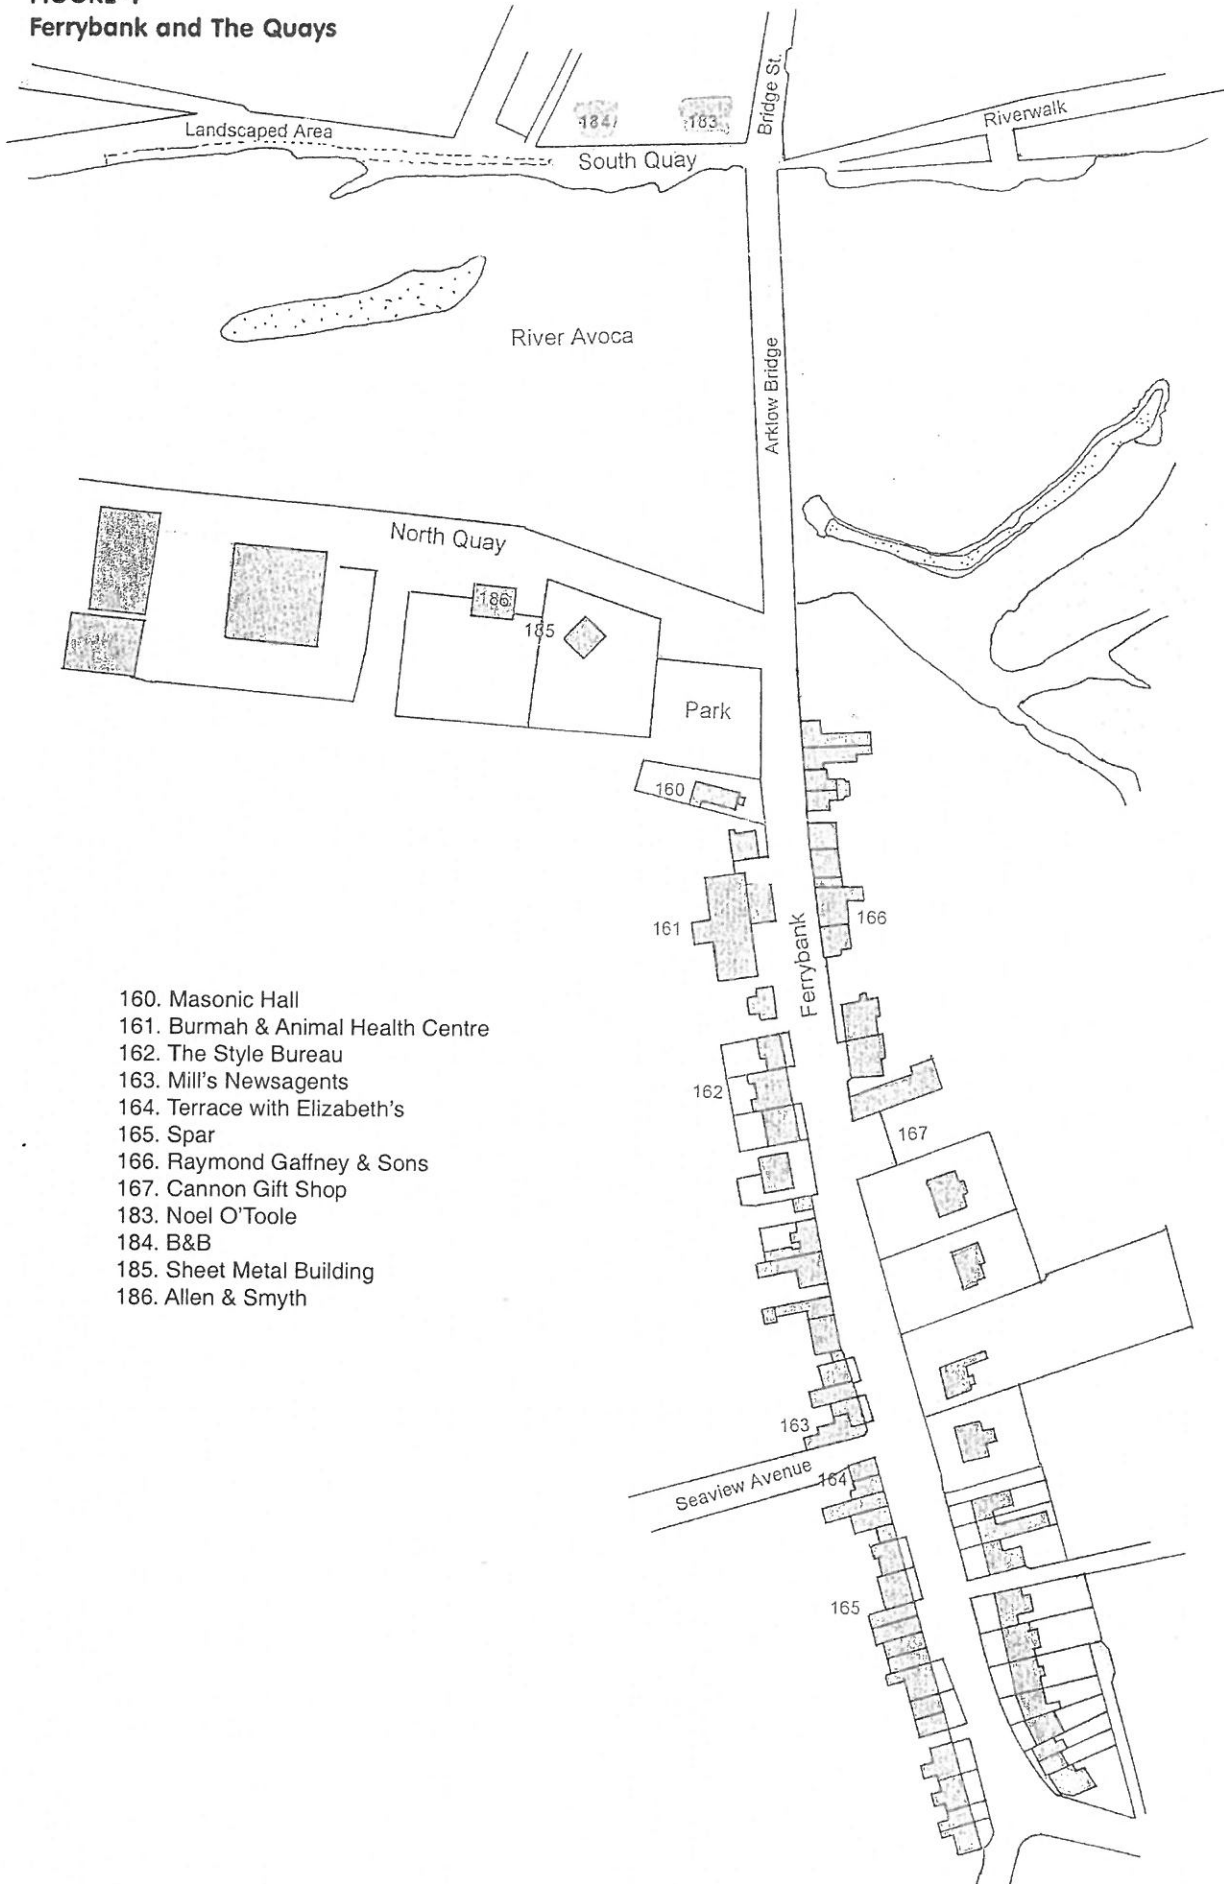 Ferrybank and The Quays
Bridge St.
184
183
Landscaped Area
Riverwalk
South Quay
River Avoca
Arklow Bridge
North Quay
186
185
Park
160
161
166
Ferrybank
162
167
163
Seaview Avenue
164
165
160. Masonic Hall
161. Burmah & Animal Health Centre
162. The Style Bureau
163. Mill's Newsagents
164. Terrace with Elizabeth's
165. Spar
166. Raymond Gaffney & Sons
167. Cannon Gift Shop
183. Noel O'Toole
184. B&B
185. Sheet Metal Building
186. Allen & Smyth